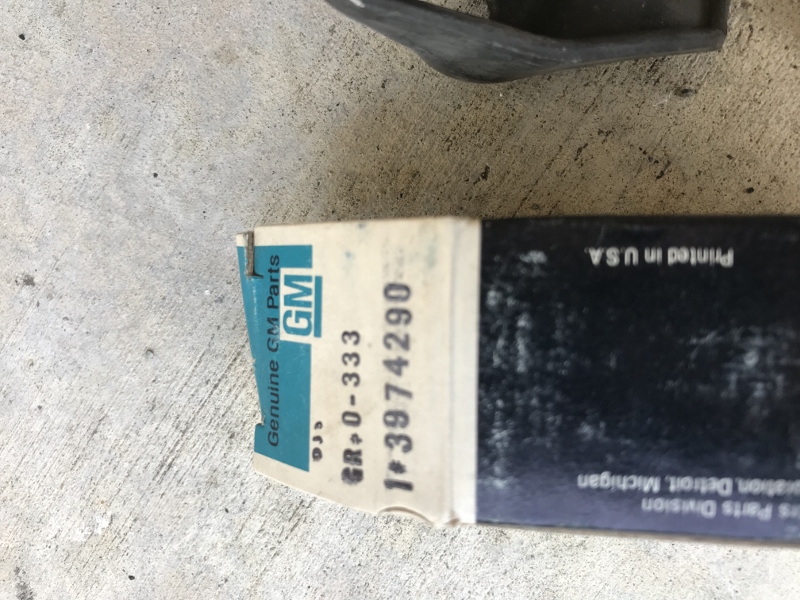 Genuine GM Parts
GM
GR. 0-333
1*3974290
Printed in U.S.A.
Parts Division
Detroit, Michigan